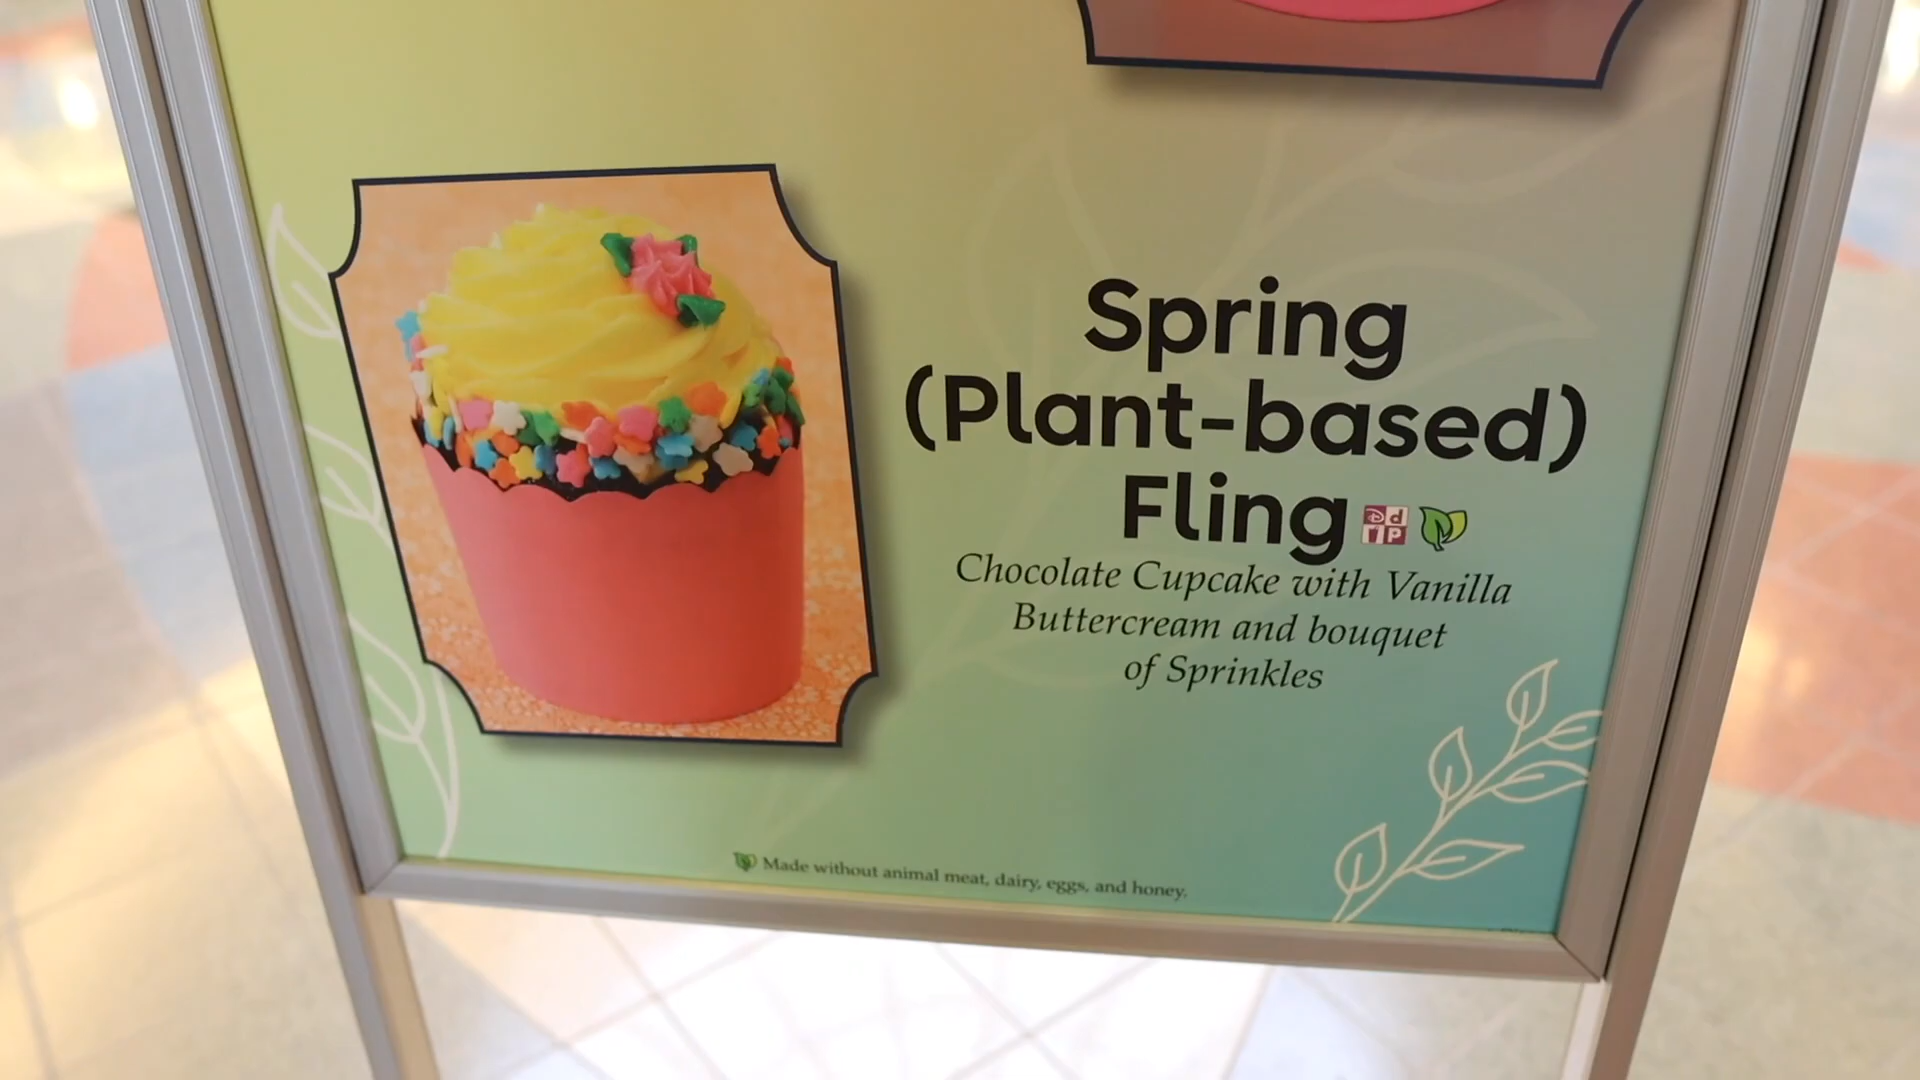 Spring
(Plant-based)
Fling
Chocolate Cupcake with Vanilla
Buttercream and bouquet
of Sprinkles
Made without animal meat, dairy, eggs, and honey.